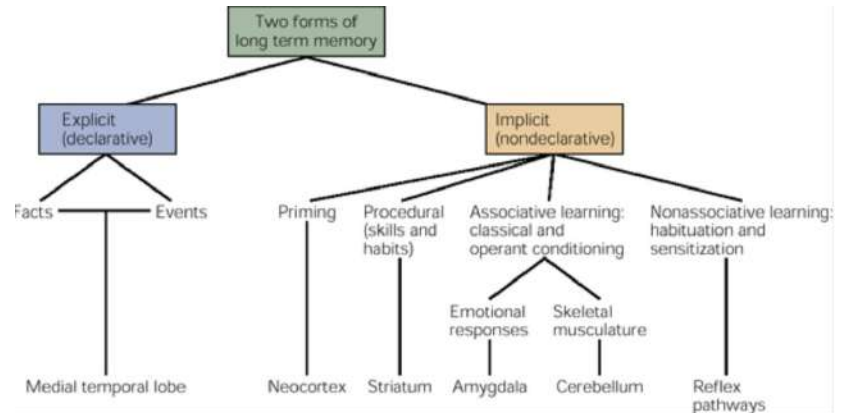 Two forms of
long term memory
Explicit
(declarative)
Implicit
(nondeclarative)
Facts
Events
Priming
Procedural
(skills and
habits)
Associative learning:
classical and
operant conditioning
Nonassociative learning:
habituation and
sensitization
Emotional
responses
Skeletal
musculature
Medial temporal lobe
Neocortex
Striatum
Amygdala
Cerebellum
Reflex
pathways